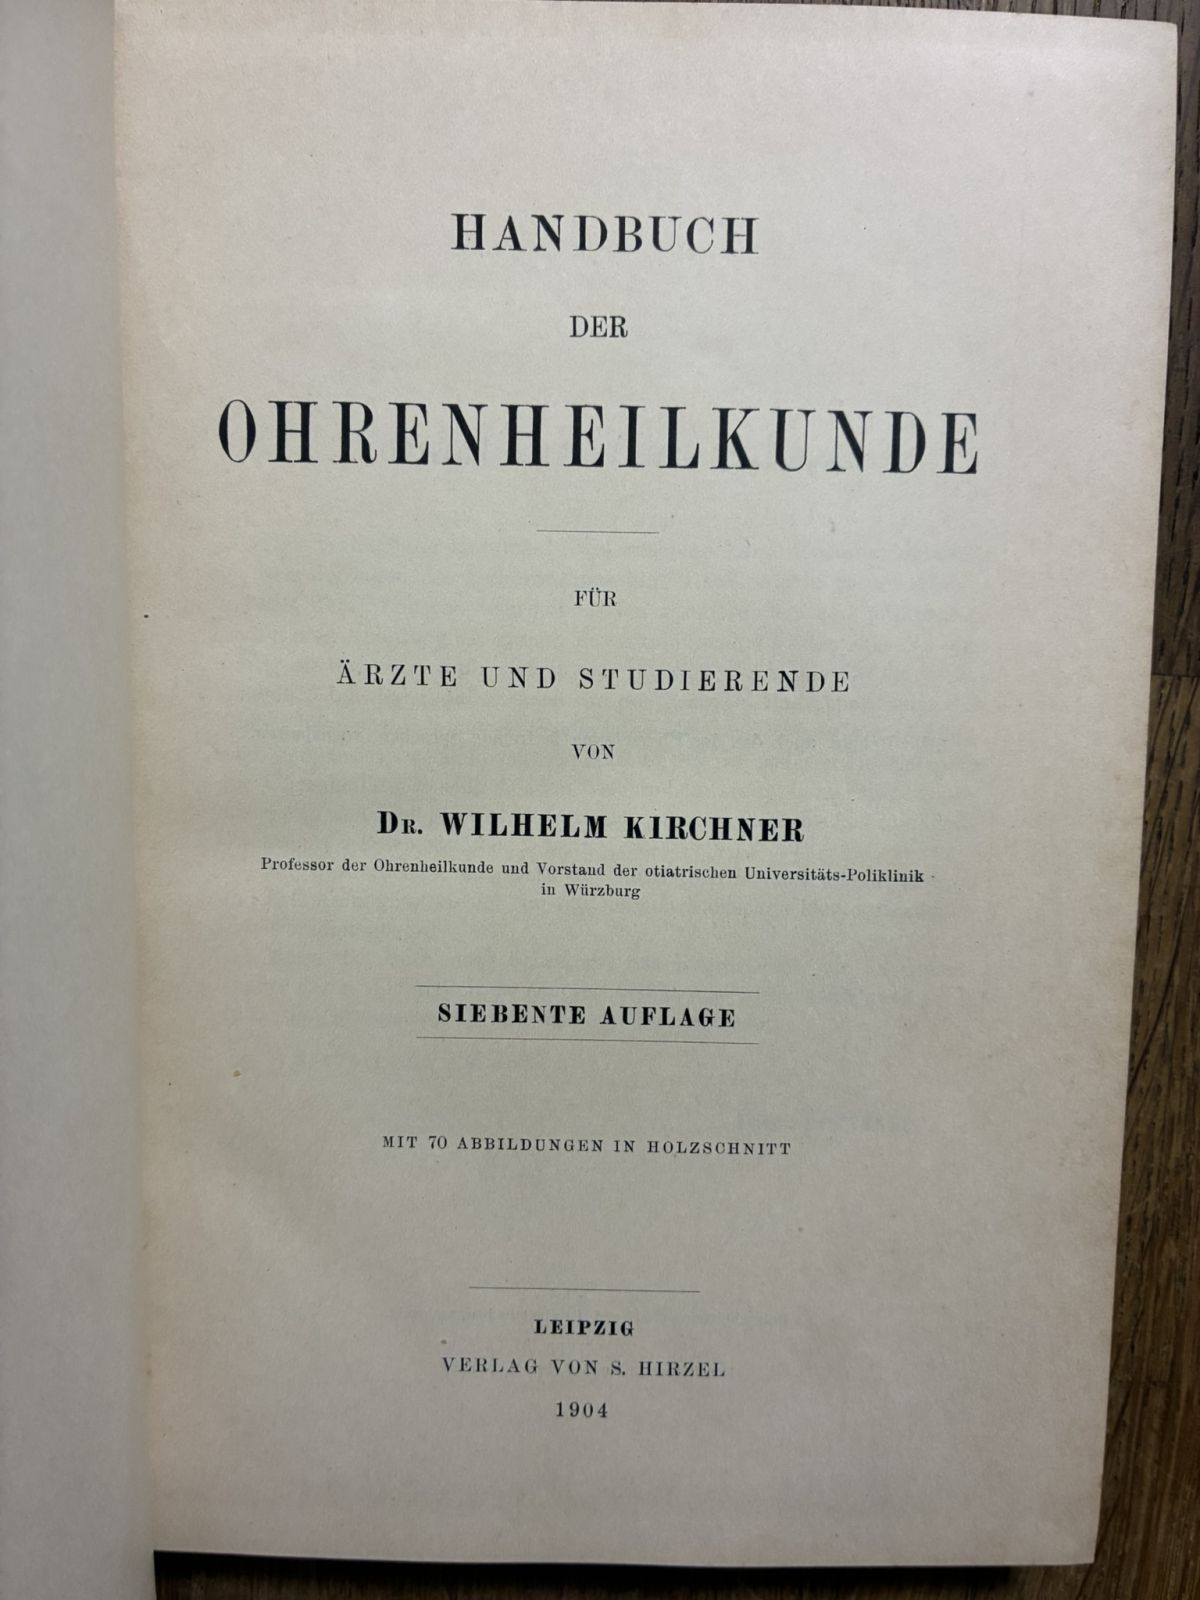 HANDBUCH
DER
OHRENHEILKUNDE
FÜR
ÄRZTE UND STUDIERENDE
VON
DR. WILHELM KIRCHNER
Professor der Ohrenheilkunde und Vorstand der otiatrischen Universitäts-Poliklinik
in Würzburg
SIEBENTE AUFLAGE
MIT 70 ABBILDUNGEN IN HOLZSCHNITT
LEIPZIG
VERLAG VON S. HIRZEL
1904